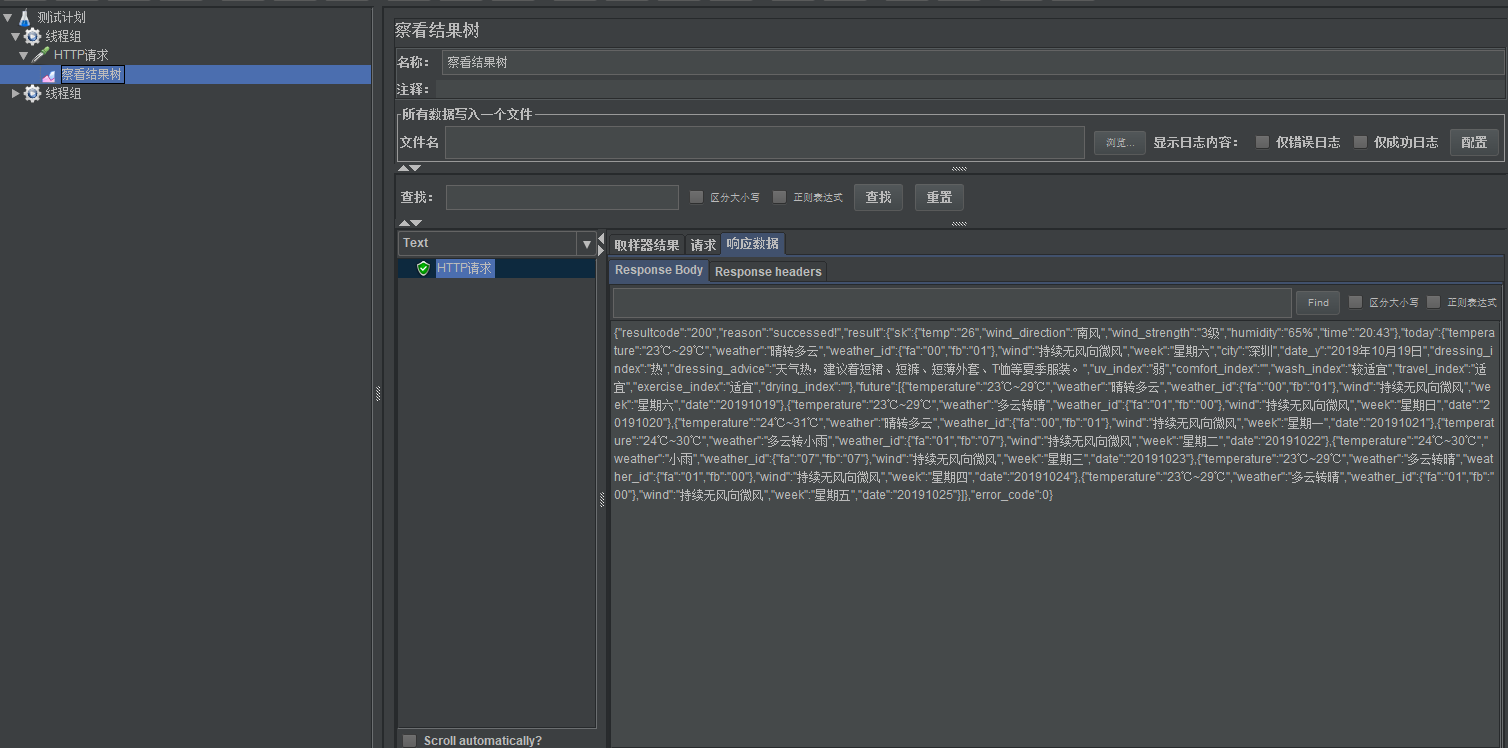 测试计划
线程组
HTTP请求
察看结果树
线程组
察看结果树
名称： 察看结果树
注释：
所有数据写入一个文件
文件名 浏览... 显示日志内容： 仅错误日志 仅成功日志 配置
查找： 区分大小写 正则表达式 查找 重置
Text
HTTP请求
Scroll automatically?
取样器结果 请求 响应数据
Response Body Response headers
Find 区分大小写 正则表达式
{"resultcode":"200","reason":"successed!","result":{"sk":{"temp":"26","wind_direction":"南风","wind_strength":"3级","humidity":"65%","time":"20:43"},"today":{"temperat
ure":"23℃~29℃","weather":"晴转多云","weather_id":{"fa":"00","fb":"01"},"wind":"持续无风向微风","week":"星期六","city":"深圳","date_y":"2019年10月19日","dressing_
index":"热","dressing_advice":"天气热，建议着短裙、短裤、短薄外套、T恤等夏季服装。","uv_index":"弱","comfort_index":"","wash_index":"较适宜","travel_index":"适
宜","exercise_index":"适宜","drying_index":""},"future":[{"temperature":"23℃~29℃","weather":"晴转多云","weather_id":{"fa":"00","fb":"01"},"wind":"持续无风向微风","we
ek":"星期六","date":"20191019"},{"temperature":"23℃~29℃","weather":"多云转晴","weather_id":{"fa":"01","fb":"00"},"wind":"持续无风向微风","week":"星期日","date":"2
0191020"},{"temperature":"24℃~31℃","weather":"晴转多云","weather_id":{"fa":"00","fb":"01"},"wind":"持续无风向微风","week":"星期一","date":"20191021"},{"temperat
ure":"24℃~30℃","weather":"多云转小雨","weather_id":{"fa":"01","fb":"07"},"wind":"持续无风向微风","week":"星期二","date":"20191022"},{"temperature":"24℃~30℃",
weather":"小雨","weather_id":{"fa":"07","fb":"07"},"wind":"持续无风向微风","week":"星期三","date":"20191023"},{"temperature":"23℃~29℃","weather":"多云转晴","weat
her_id":{"fa":"01","fb":"00"},"wind":"持续无风向微风","week":"星期四","date":"20191024"},{"temperature":"23℃~29℃","weather":"多云转晴","weather_id":{"fa":"01","fb":"
00"},"wind":"持续无风向微风","week":"星期五","date":"20191025"}]},"error_code":0}